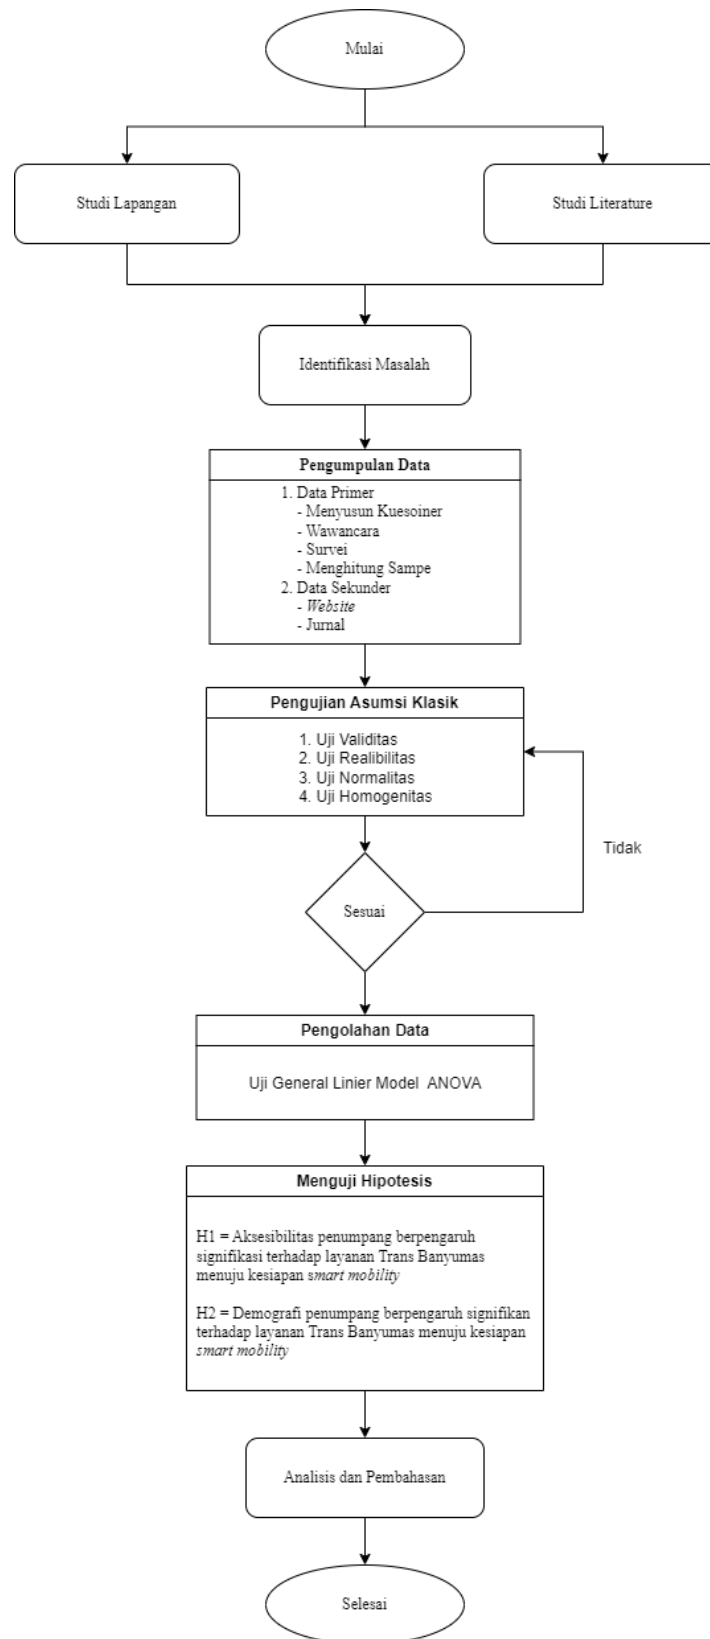 Mulai
Studi Lapangan
Studi Literature
Identifikasi Masalah
Pengumpulan Data
1. Data Primer
- Menyusun Kuesoiner
- Wawancara
- Survei
- Menghitung Sampe
2. Data Sekunder
- Website
- Jurnal
Pengujian Asumsi Klasik
1. Uji Validitas
2. Uji Realibilitas
3. Uji Normalitas
4. Uji Homogenitas
Tidak
Sesuai
Pengolahan Data
Uji General Linier Model  ANOVA
Menguji Hipotesis
H1 = Aksesibilitas penumpang berpengaruh
signifikasi terhadap layanan Trans Banyumas
menuju kesiapan smart mobility
H2 = Demografi penumpang berpengaruh signifikan
terhadap layanan Trans Banyumas menuju kesiapan
smart mobility
Analisis dan Pembahasan
Selesai